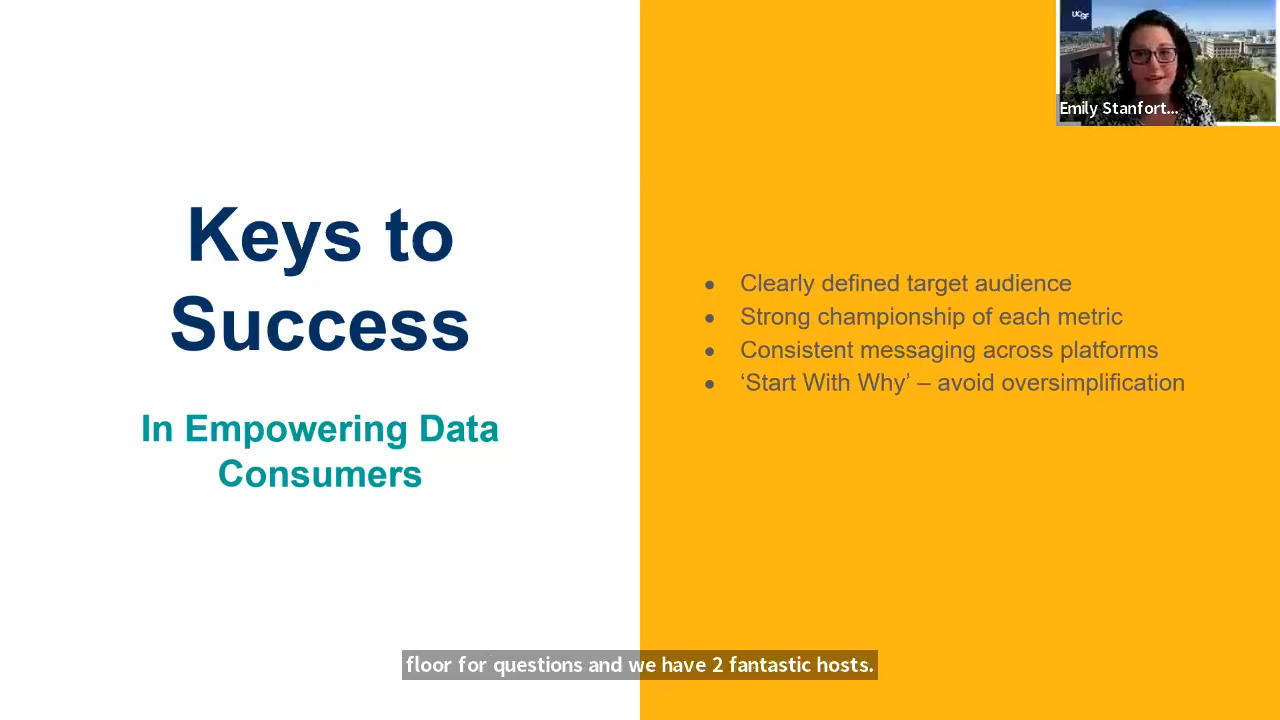 UCSF
Emily Stanfort...
Keys to
Success
In Empowering Data
Consumers
• Clearly defined target audience
• Strong championship of each metric
• Consistent messaging across platforms
• ‘Start With Why’ – avoid oversimplification
floor for questions and we have 2 fantastic hosts.